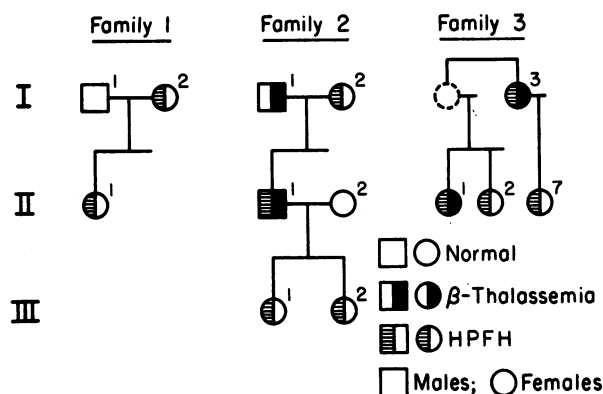 Family 1 Family 2 Family 3
I 1 2 1 2 3
II 1 1 2 1 2 7
Normal
β-Thalassemia
III 1 2
HPFH
Males; Females